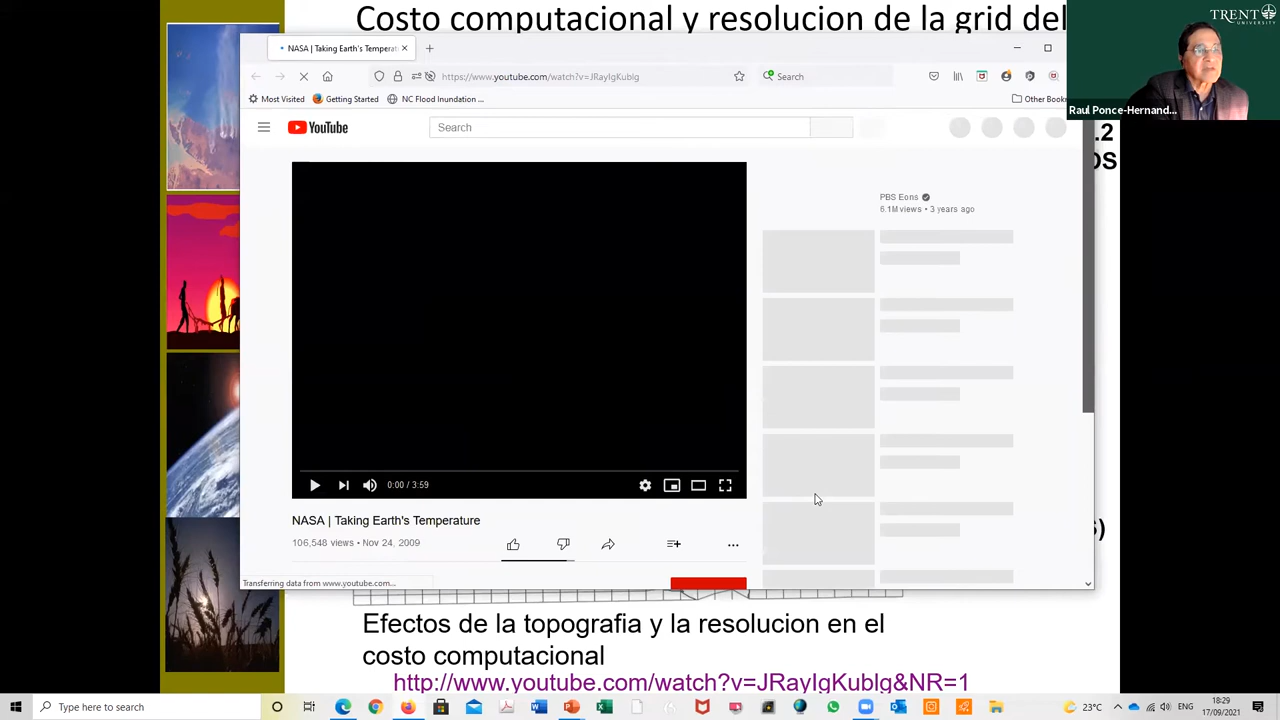 Costo computacional y resolucion de la grid del
TRENT
UNIVERSITY
NASA | Taking Earth's Temperat
https://www.youtube.com/watch?v=JRayIgKubIg
Search
Most Visited
Getting Started
NC Flood Inundation ...
Other Book
Raul Ponce-Hernand...
YouTube
Search
.2
OS
PBS Eons
6.1M views • 3 years ago
0:00 / 3:59
NASA | Taking Earth's Temperature
106,548 views • Nov 24, 2009
S)
Transferring data from www.youtube.com...
Efectos de la topografia y la resolucion en el
costo computacional
http://www.youtube.com/watch?v=JRayIgKubIg&NR=1
Type here to search
23°C
ENG
18:29
17/09/2021